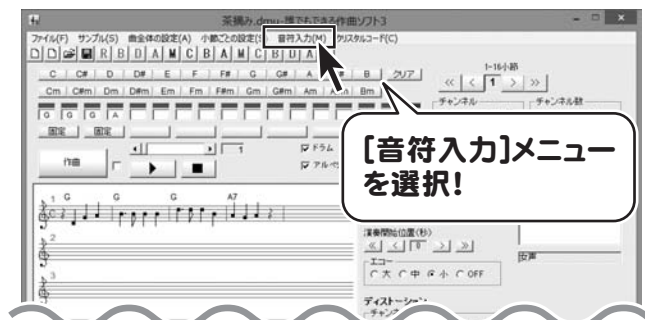 茶摘み.dmu-誰でもできる作曲ソフト3
ファイル(F) サンプル(S) 曲全体の設定(A) 小節ごとの設定(S) 音符入力(M) クリスタルコード(C)
R B D A M C B A M C B D A
1-16小節
C C# D D# E F F# G G# A # B クリア
<< < 1 > >>
Cm C#m Dm D#m Em Fm F#m Gm G#m Am Bm
チャンネル チャンネル数
G G G A
固定 固定
[音符入力]メニュー
を選択!
1
作曲
ドラム
アルペ
1 G G G A7
2
3
演奏開始位置(秒)
<< < 0 > >>
エコー
大 中 小 OFF
女声
ディストーション
チャンネ